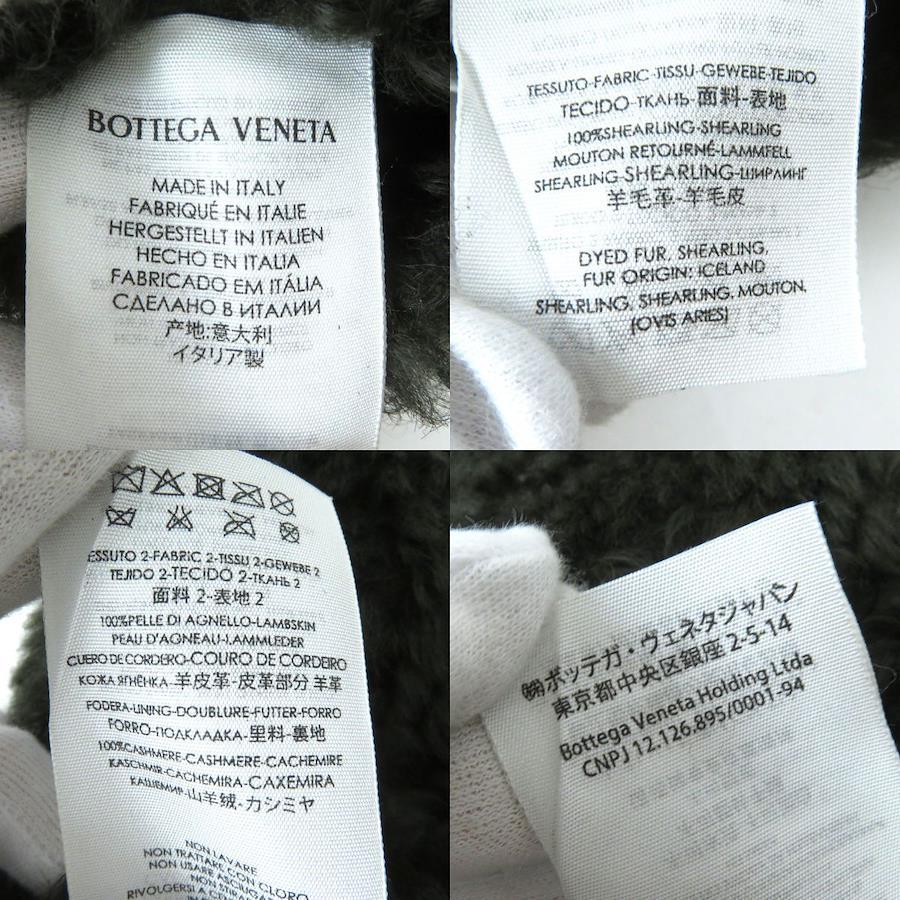 BOTTEGA VENETA
MADE IN ITALY
FABRIQUÉ EN ITALIE
HERGESTELLT IN ITALIEN
HECHO EN ITALIA
FABRICADO EM ITÁLIA
СДЕЛАНО В ИТАЛИИ
产地:意大利
イタリア製
TESSUTO-FABRIC-TISSU-GEWEBE-TEJIDO
TECIDO-ТКАНЬ-面料-表地
100%SHEARLING-SHEARLING
MOUTON RETOURNÉ-LAMMFELL
SHEARLING-SHEARLING-ШИРЛИНГ
羊毛革-羊毛皮
DYED FUR, SHEARLING,
FUR ORIGIN: ICELAND
SHEARLING, SHEARLING, MOUTON,
(OVIS ARIES)
ESSUTO 2-FABRIC 2-TISSU 2-GEWEBE 2
TEJIDO 2-TECIDO 2-ТКАНЬ 2
面料 2-表地 2
100%PELLE DI AGNELLO-LAMBSKIN
PEAU D'AGNEAU-LAMMLEDER
CUERO DE CORDERO-COURO DE CORDEIRO
КОЖА ЯГНЁНКА-羊皮革-皮革部分 羊革
FODERA-LINING-DOUBLURE-FUTTER-FORRO
FORRO-ПОДКЛАДКА-里料-裏地
100%CASHMERE-CASHMERE-CACHEMIRE
KASCHMIR-CACHEMIRA-CAXEMIRA
КАШЕМИР-山羊绒-カシミヤ
NON LAVARE
NON TRATTARE CON CLORO
NON USARE ASCIUGA
RIVOLGERSI A CEN
㈱ボッテガ・ヴェネタジャパン
東京都中央区銀座 2-5-14
Bottega Veneta Holding Ltda
CNPJ 12.126.895/0001-94